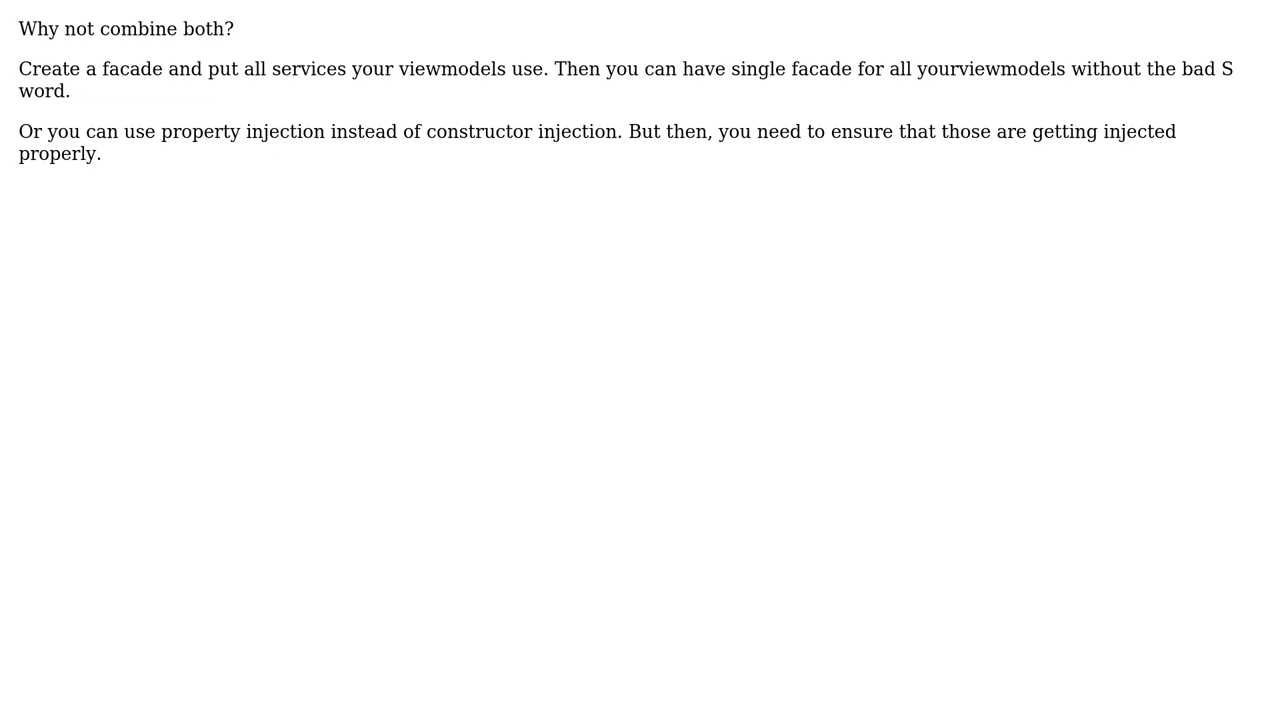 Why not combine both?
Create a facade and put all services your viewmodels use. Then you can have single facade for all yourviewmodels without the bad S
word.
Or you can use property injection instead of constructor injection. But then, you need to ensure that those are getting injected
properly.